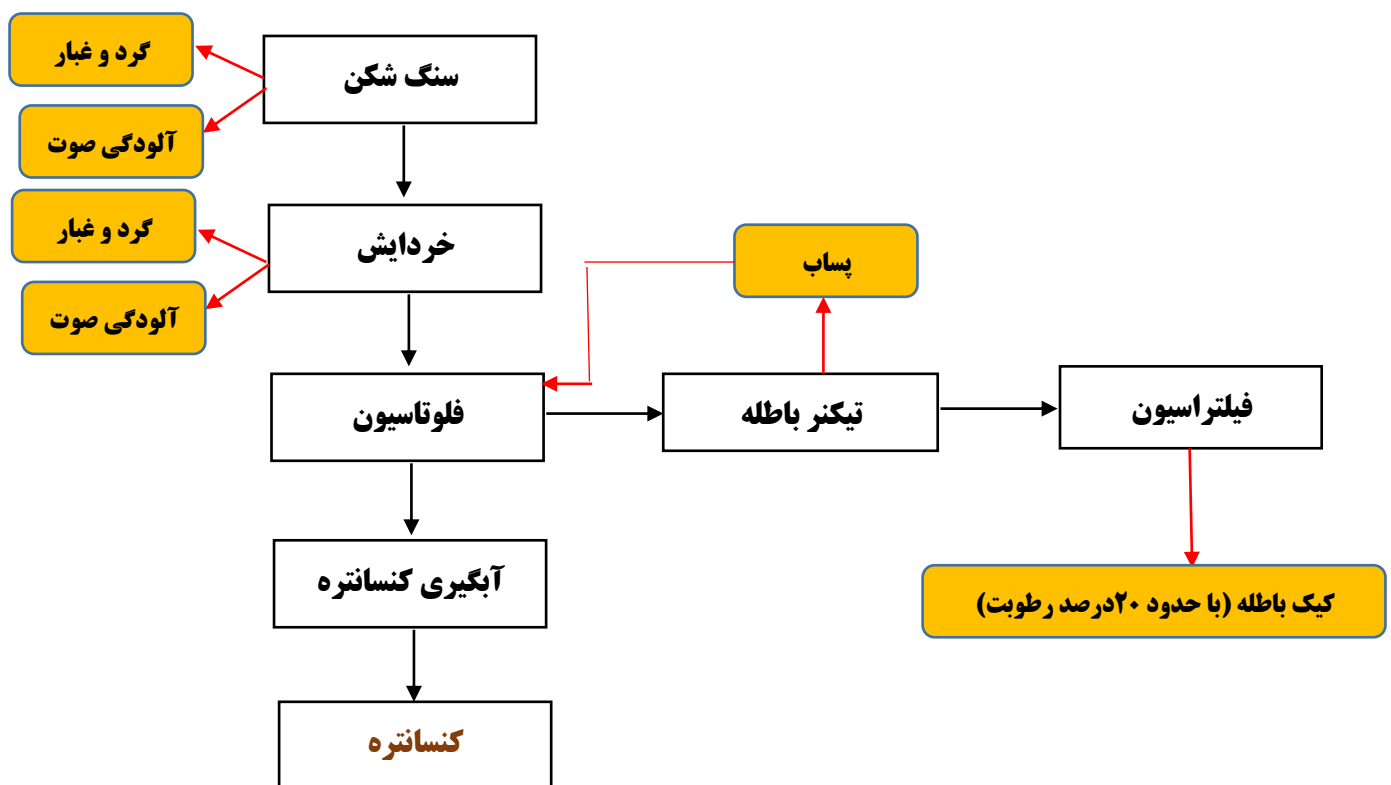 گرد و غبار
سنگ شکن
آلودگی صوت
گرد و غبار
خردایش
پساب
آلودگی صوت
فلوتاسیون
تیکنر باطله
فیلتراسیون
آبگیری کنسانتره
کیک باطله (با حدود ۲۰درصد رطوبت)
کنسانتره